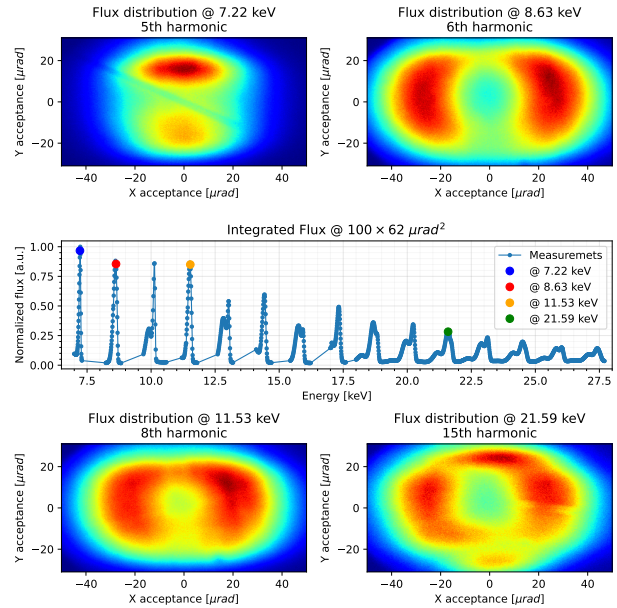 Flux distribution @ 7.22 keV
5th harmonic
Y acceptance [μrad]
20
0
−20
−40
−20
0
20
40
X acceptance [μrad]
Flux distribution @ 8.63 keV
6th harmonic
Y acceptance [μrad]
20
0
−20
−40
−20
0
20
40
X acceptance [μrad]
Integrated Flux @ 100 × 62 μrad²
Normalized flux [a.u.]
1.00
0.75
0.50
0.25
0.00
Measuremets
@ 7.22 keV
@ 8.63 keV
@ 11.53 keV
@ 21.59 keV
7.5
10.0
12.5
15.0
17.5
20.0
22.5
25.0
27.5
Energy [keV]
Flux distribution @ 11.53 keV
8th harmonic
Y acceptance [μrad]
20
0
−20
−40
−20
0
20
40
X acceptance [μrad]
Flux distribution @ 21.59 keV
15th harmonic
Y acceptance [μrad]
20
0
−20
−40
−20
0
20
40
X acceptance [μrad]